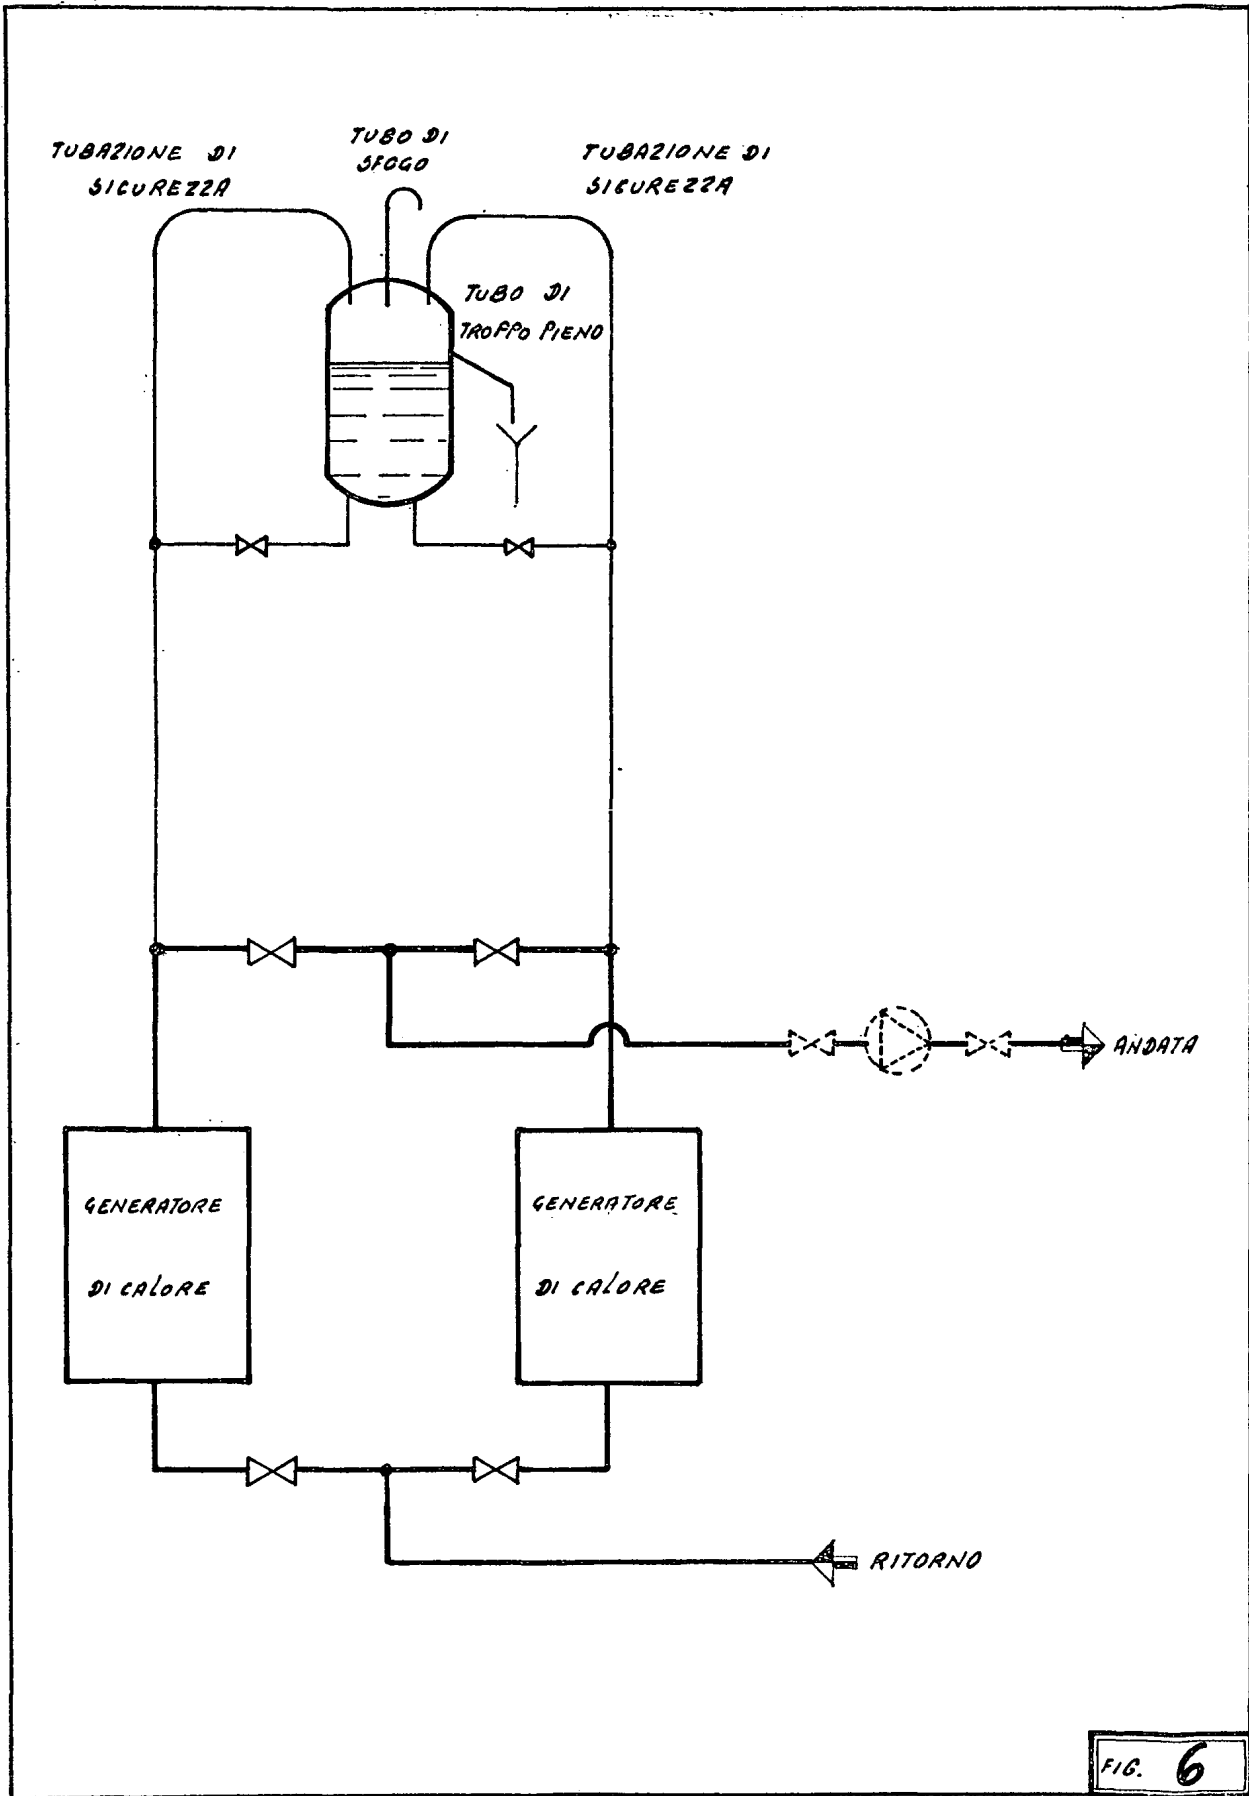 TUBAZIONE DI
SICUREZZA
TUBO DI
SFOGO
TUBAZIONE DI
SICUREZZA
TUBO DI
TROPPO PIENO
ANDATA
GENERATORE
DI CALORE
GENERATORE
DI CALORE
RITORNO
FIG. 6